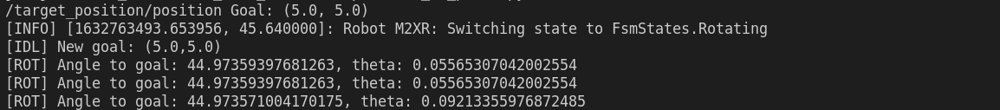 /target_position/position Goal: (5.0, 5.0)
[INFO] [1632763493.653956, 45.640000]: Robot M2XR: Switching state to FsmStates.Rotating
[IDL] New goal: (5.0,5.0)
[ROT] Angle to goal: 44.97359397681263, theta: 0.05565307042002554
[ROT] Angle to goal: 44.97359397681263, theta: 0.05565307042002554
[ROT] Angle to goal: 44.973571004170175, theta: 0.09213355976872485